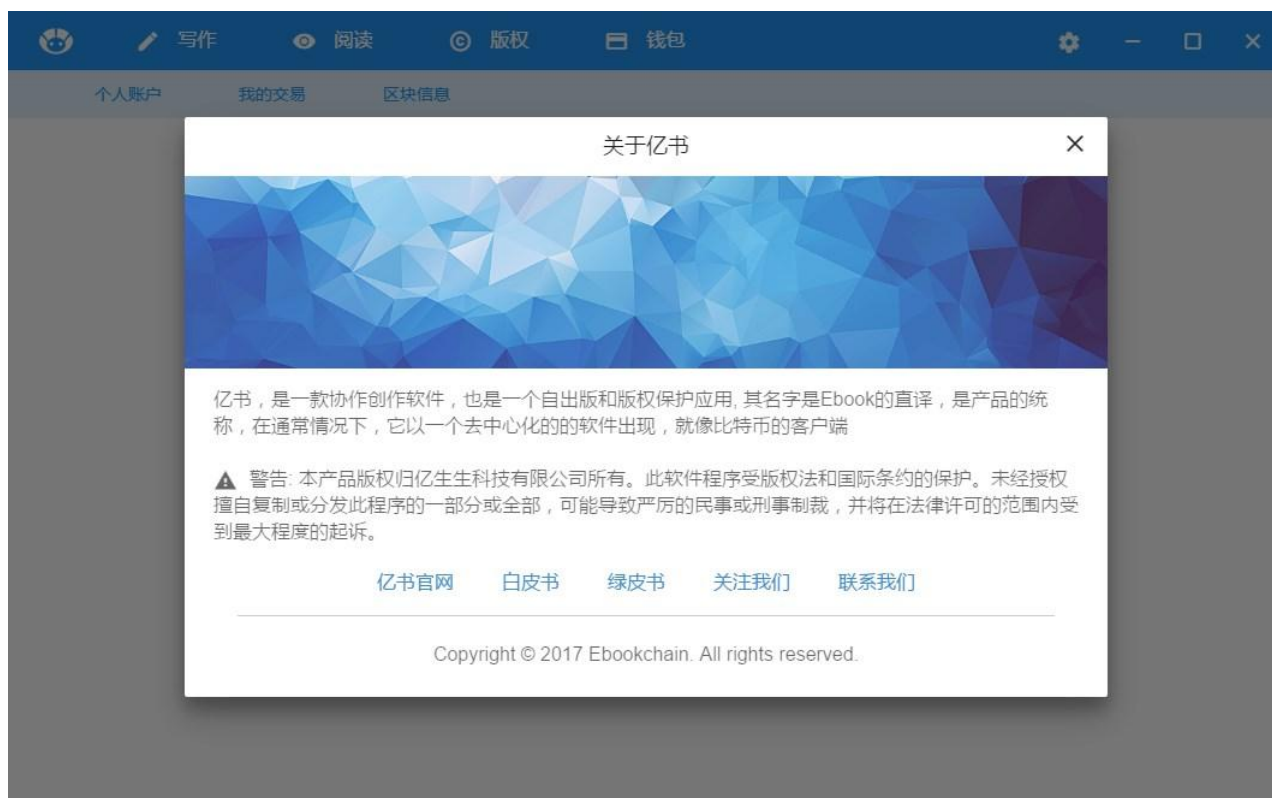 写作 阅读 版权 钱包
个人账户 我的交易 区块信息
关于亿书
亿书，是一款协作创作软件，也是一个自出版和版权保护应用, 其名字是Ebook的直译，是产品的统
称，在通常情况下，它以一个去中心化的的软件出现，就像比特币的客户端
警告: 本产品版权归亿生生科技有限公司所有。此软件程序受版权法和国际条约的保护。未经授权
擅自复制或分发此程序的一部分或全部，可能导致严厉的民事或刑事制裁，并将在法律许可的范围内受
到最大程度的起诉。
亿书官网 白皮书 绿皮书 关注我们 联系我们
Copyright © 2017 Ebookchain. All rights reserved.